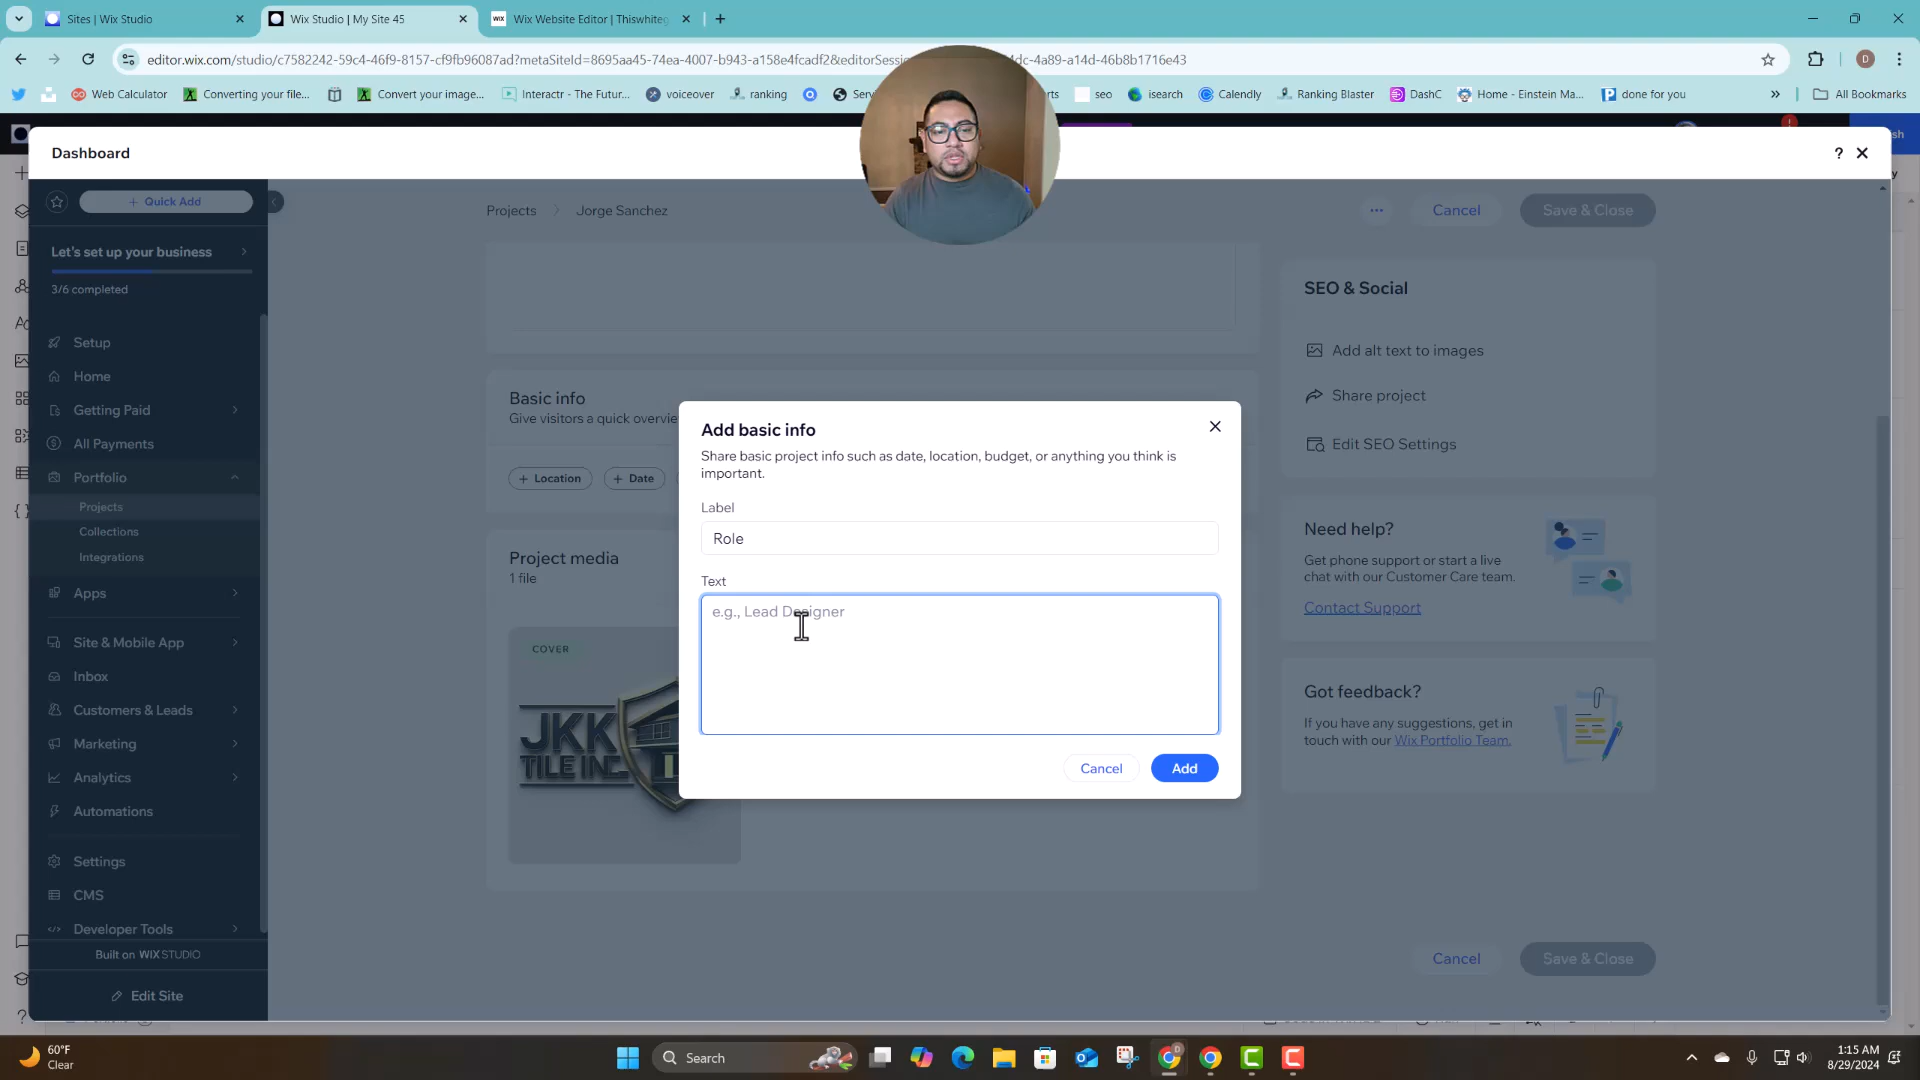 Sites | Wix Studio
Wix Studio | My Site 45
WIX Wix Website Editor | Thiswhiteg
editor.wix.com/studio/c7582242-59c4-46f9-8157-cf9fb96087ad?metaSiteId=8695aa45-74ea-4007-b943-a158e4fcadf2&editorSessi
dc-4a89-a14d-46b8b1716e43
D
Web Calculator
Converting your file...
Convert your image...
Interactr - The Futur...
voiceover
ranking
seo
isearch
Calendly
Ranking Blaster
DashC
Home - Einstein Ma...
done for you
All Bookmarks
Dashboard
?
+ Quick Add
Let's set up your business
3/6 completed
Setup
Home
Getting Paid
All Payments
Portfolio
Projects
Collections
Integrations
Apps
Site & Mobile App
Inbox
Customers & Leads
Marketing
Analytics
Automations
Settings
CMS
Developer Tools
Built on WIX STUDIO
Edit Site
Projects > Jorge Sanchez
... Cancel Save & Close
Basic info
Give visitors a quick overvie
+ Location + Date
Project media
1 file
COVER
JKK
TILE INC
Add basic info
Share basic project info such as date, location, budget, or anything you think is
important.
Label
Role
Text
e.g., Lead Designer
Cancel Add
SEO & Social
Add alt text to images
Share project
Edit SEO Settings
Need help?
Get phone support or start a live
chat with our Customer Care team.
Contact Support
Got feedback?
If you have any suggestions, get in
touch with our Wix Portfolio Team.
Cancel Save & Close
60°F
Clear
Search
1:15 AM
8/29/2024